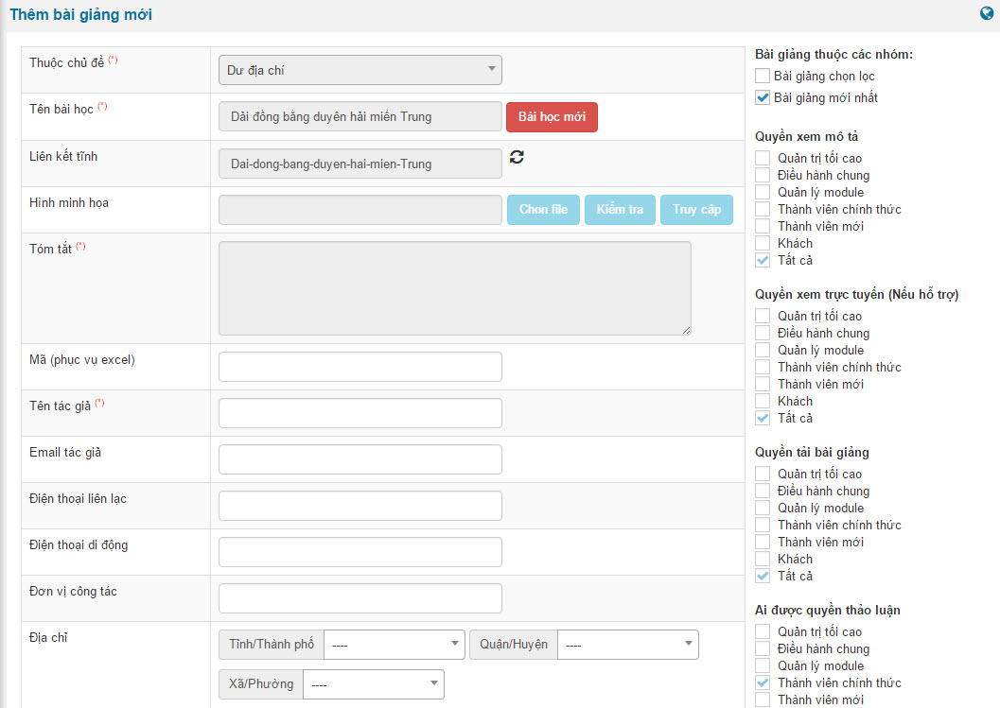 Thêm bài giảng mới
Thuộc chủ đề (*)
Dư địa chí
Tên bài học (*)
Dải đồng bằng duyên hải miền Trung
Bài học mới
Liên kết tĩnh
Dai-dong-bang-duyen-hai-mien-Trung
Hình minh họa
Chọn file
Kiểm tra
Truy cập
Tóm tắt (*)
Mã (phục vụ excel)
Tên tác giả (*)
Email tác giả
Điện thoại liên lạc
Điện thoại di động
Đơn vị công tác
Địa chỉ
Tỉnh/Thành phố
----
Quận/Huyện
----
Xã/Phường
----
Bài giảng thuộc các nhóm:
Bài giảng chọn lọc
Bài giảng mới nhất
Quyền xem mô tả
Quản trị tối cao
Điều hành chung
Quản lý module
Thành viên chính thức
Thành viên mới
Khách
Tất cả
Quyền xem trực tuyến (Nếu hỗ trợ)
Quản trị tối cao
Điều hành chung
Quản lý module
Thành viên chính thức
Thành viên mới
Khách
Tất cả
Quyền tải bài giảng
Quản trị tối cao
Điều hành chung
Quản lý module
Thành viên chính thức
Thành viên mới
Khách
Tất cả
Ai được quyền thảo luận
Quản trị tối cao
Điều hành chung
Quản lý module
Thành viên chính thức
Thành viên mới